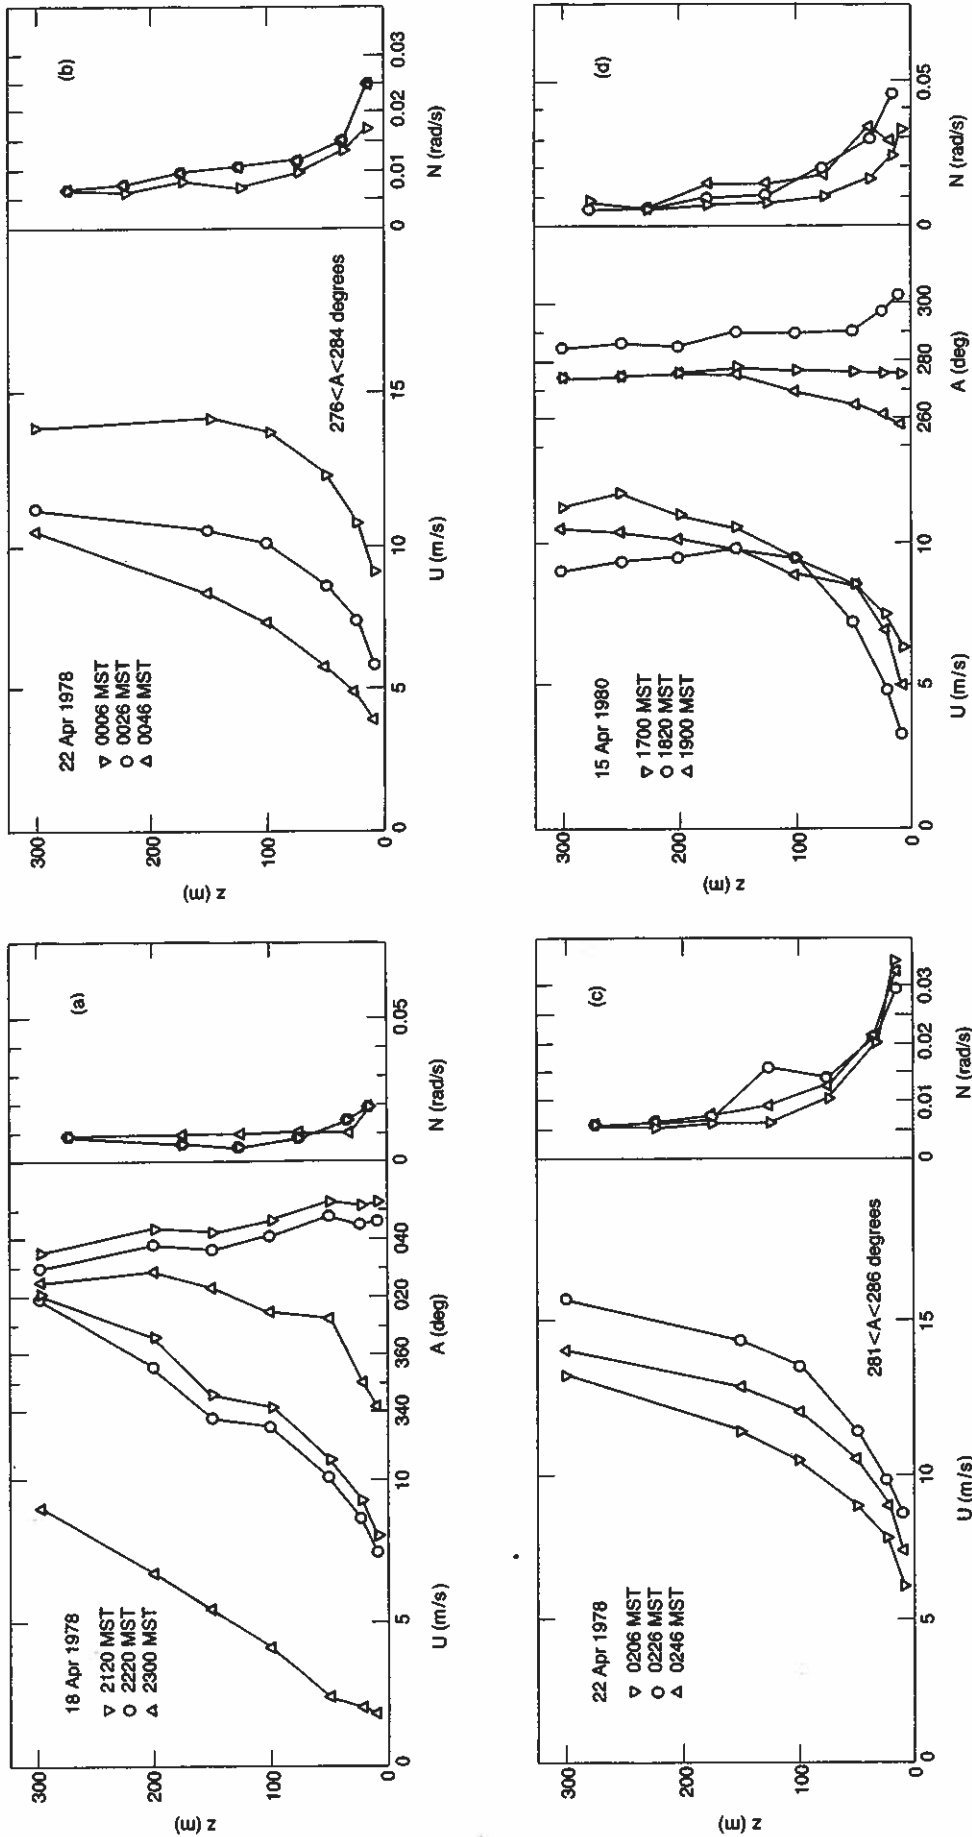 (a)
18 Apr 1978
▽ 2120 MST
○ 2220 MST
△ 2300 MST
z (m)
300
200
100
0
5
10
U (m/s)
340
360
020
040
A (deg)
0
0.05
N (rad/s)
(b)
22 Apr 1978
▽ 0006 MST
○ 0026 MST
△ 0046 MST
276<A<284 degrees
z (m)
300
200
100
0
5
10
15
U (m/s)
0
0.01
0.02
0.03
N (rad/s)
(c)
22 Apr 1978
▽ 0206 MST
○ 0226 MST
△ 0246 MST
281<A<286 degrees
z (m)
300
200
100
0
5
10
15
U (m/s)
0
0.01
0.02
0.03
N (rad/s)
(d)
15 Apr 1980
▽ 1700 MST
○ 1820 MST
△ 1900 MST
z (m)
300
200
100
0
5
10
U (m/s)
260
280
300
A (deg)
0
0.05
N (rad/s)